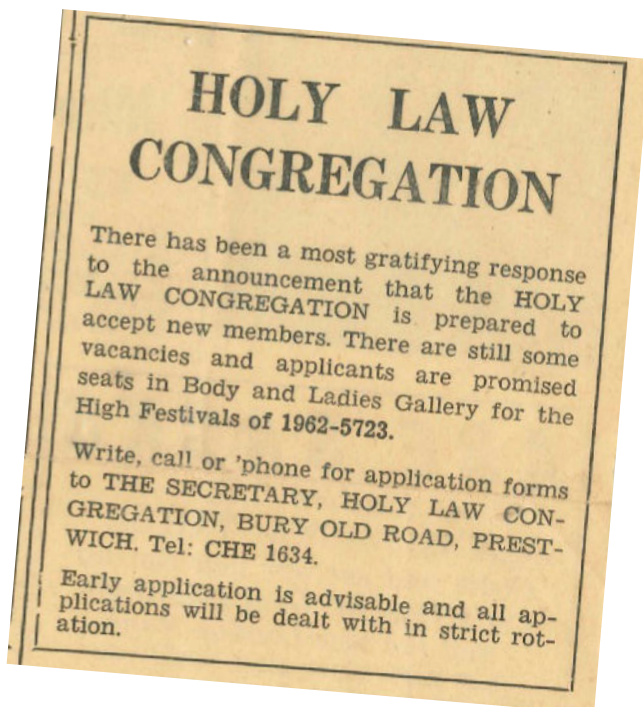 HOLY LAW
CONGREGATION
There has been a most gratifying response
to the announcement that the HOLY
LAW CONGREGATION is prepared to
accept new members. There are still some
vacancies and applicants are promised
seats in Body and Ladies Gallery for the
High Festivals of 1962-5723.
Write, call or 'phone for application forms
to THE SECRETARY, HOLY LAW CON-
GREGATION, BURY OLD ROAD, PREST-
WICH. Tel: CHE 1634.
Early application is advisable and all ap-
plications will be dealt with in strict rot-
ation.